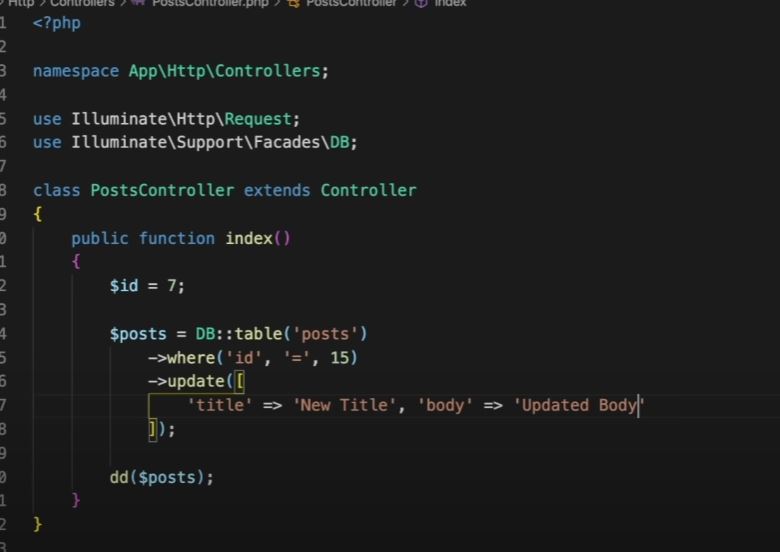 Http > Controllers > PostsController.php > PostsController > index
1 <?php
2
3 namespace App\Http\Controllers;
4
5 use Illuminate\Http\Request;
6 use Illuminate\Support\Facades\DB;
7
8 class PostsController extends Controller
9 {
0     public function index()
1     {
2         $id = 7;
3
4         $posts = DB::table('posts')
5             ->where('id', '=', 15)
6             ->update([
7                 'title' => 'New Title', 'body' => 'Updated Body'
8             ]);
9
0         dd($posts);
1     }
2 }
3